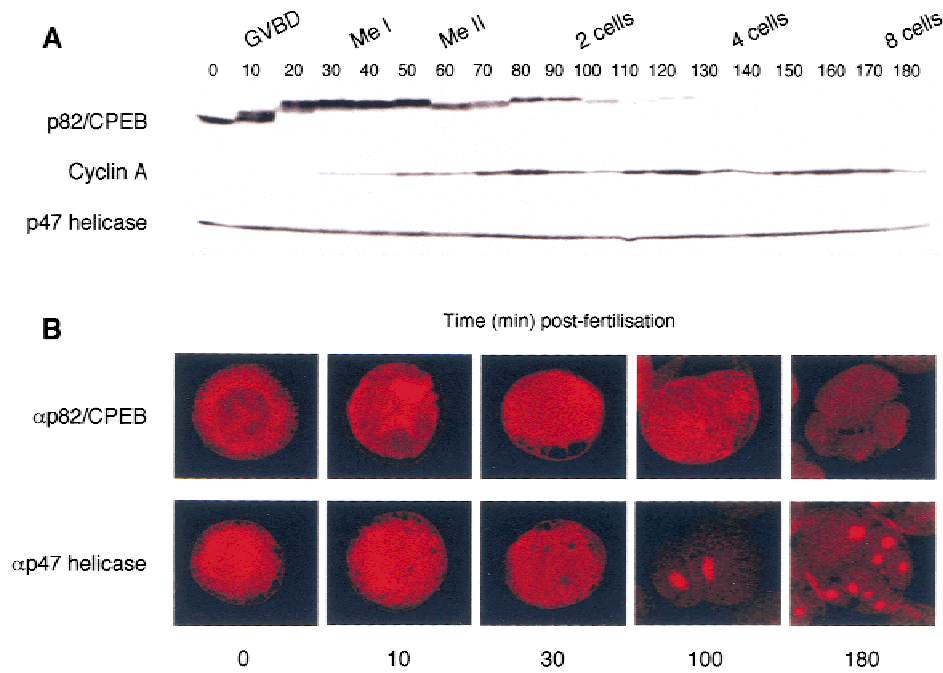 A
GVBD Me I Me II 2 cells 4 cells 8 cells
0 10 20 30 40 50 60 70 80 90 100 110 120 130 140 150 160 170 180
p82/CPEB
Cyclin A
p47 helicase
B
Time (min) post-fertilisation
αp82/CPEB
αp47 helicase
0 10 30 100 180